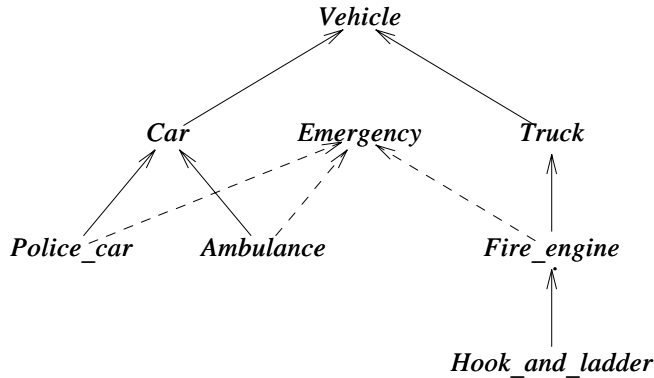 Vehicle
Car Emergency Truck
Police_car Ambulance Fire_engine
Hook_and_ladder